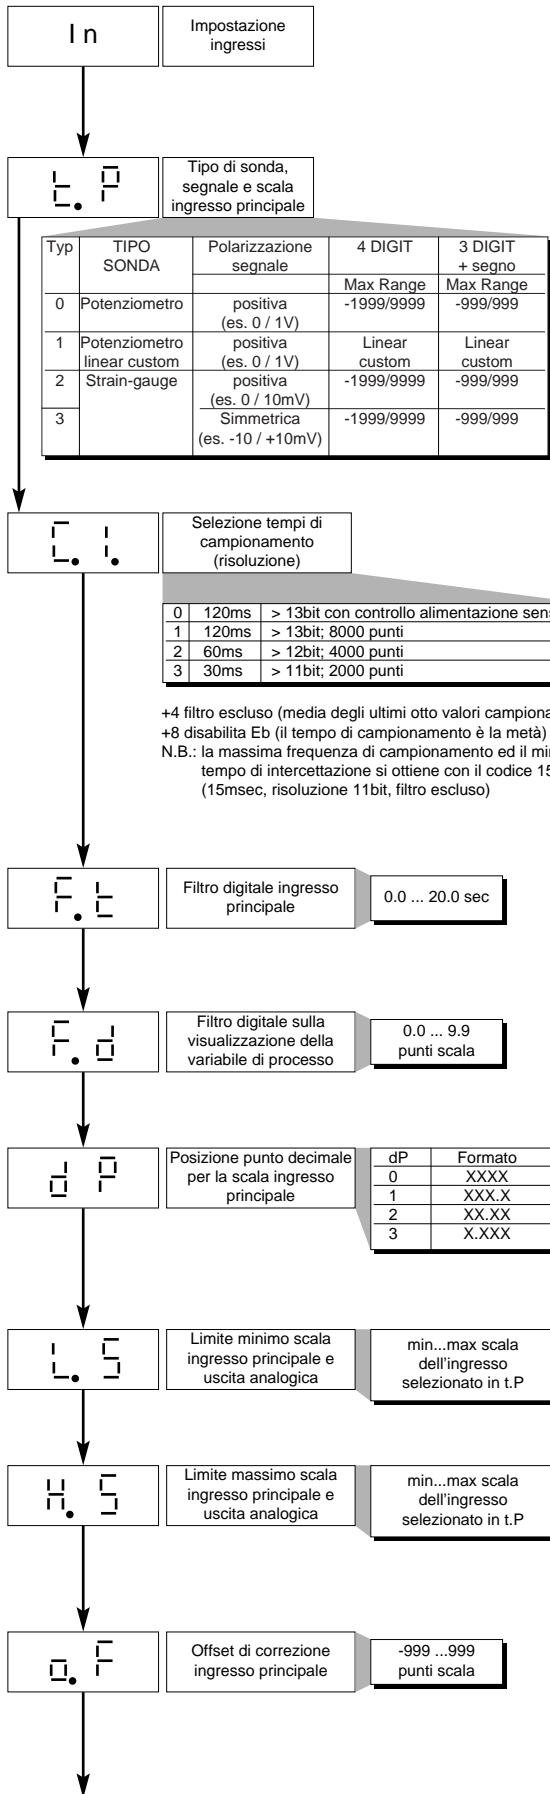 In
Impostazione
ingressi
t.P
Tipo di sonda,
segnale e scala
ingresso principale
Typ TIPO SONDA Polarizzazione segnale 4 DIGIT 3 DIGIT + segno
Max Range Max Range
0 Potenziometro positiva (es. 0 / 1V) -1999/9999 -999/999
1 Potenziometro linear custom positiva (es. 0 / 1V) Linear custom Linear custom
2 Strain-gauge positiva (es. 0 / 10mV) -1999/9999 -999/999
3 Simmetrica (es. -10 / +10mV) -1999/9999 -999/999
C.I.
Selezione tempi di
campionamento
(risoluzione)
0 120ms > 13bit con controllo alimentazione
1 120ms > 13bit; 8000 punti
2 60ms > 12bit; 4000 punti
3 30ms > 11bit; 2000 punti
+4 filtro escluso (media degli ultimi otto valori
+8 disabilita Eb (il tempo di campionamento è la metà)
N.B.: la massima frequenza di campionamento ed il
tempo di intercettazione si ottiene con il codice 15
(15msec, risoluzione 11bit, filtro escluso)
F.t
Filtro digitale ingresso
principale
0.0 ... 20.0 sec
F.d
Filtro digitale sulla
visualizzazione della
variabile di processo
0.0 ... 9.9
punti scala
d P
Posizione punto decimale
per la scala ingresso
principale
dP Formato
0 XXXX
1 XXX.X
2 XX.XX
3 X.XXX
L.S
Limite minimo scala
ingresso principale e
uscita analogica
min...max scala
dell'ingresso
selezionato in t.P
H.S
Limite massimo scala
ingresso principale e
uscita analogica
min...max scala
dell'ingresso
selezionato in t.P
o.F
Offset di correzione
ingresso principale
-999 ...999
punti scala